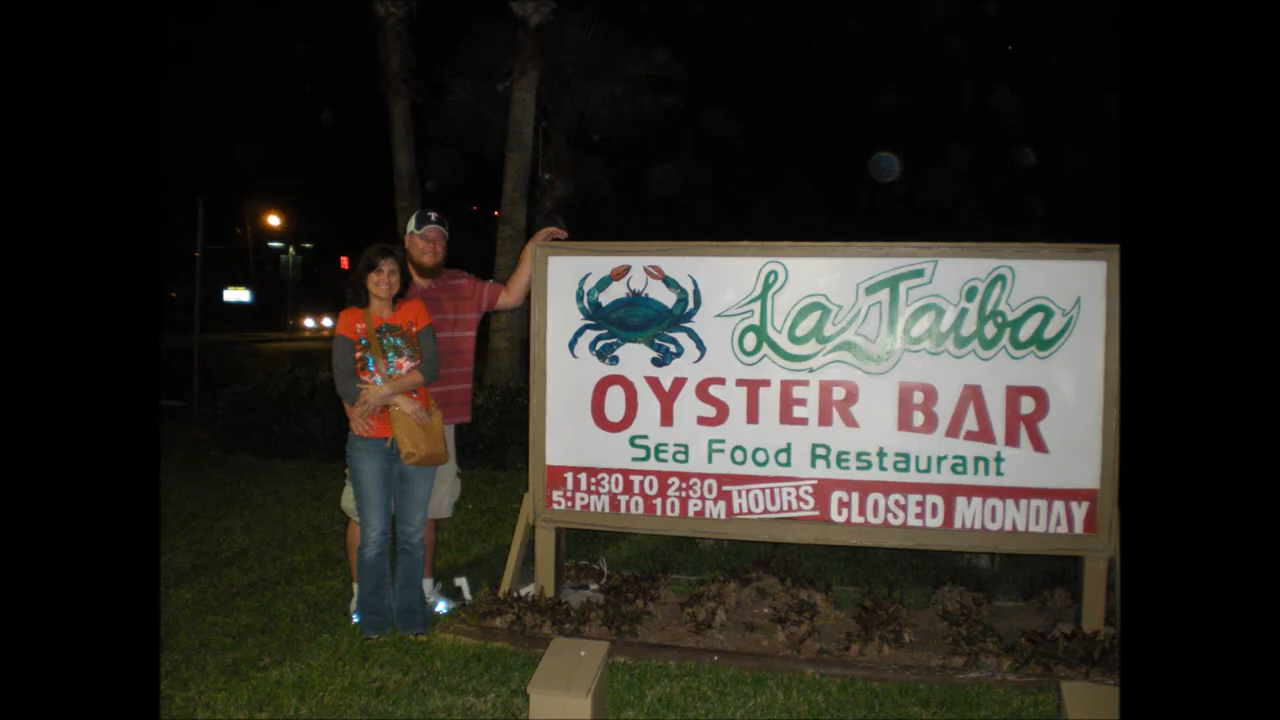 T
La Jaiba
OYSTER BAR
Sea Food Restaurant
11:30 TO 2:30
5:PM TO 10 PM
HOURS
CLOSED MONDAY